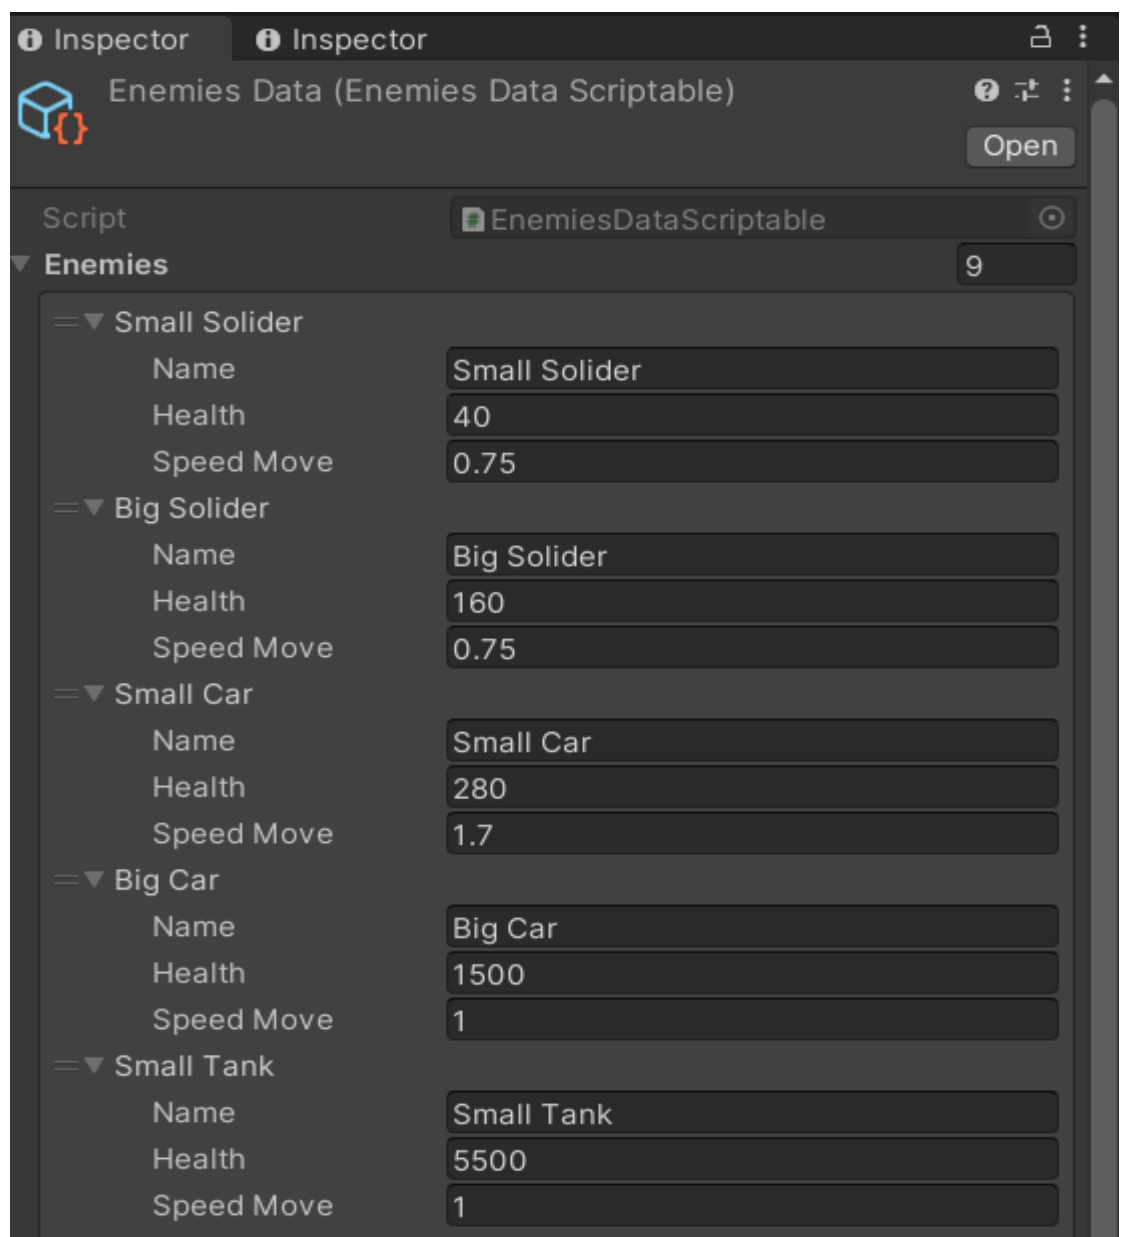 Inspector Inspector
Enemies Data (Enemies Data Scriptable)
Open
Script EnemiesDataScriptable
Enemies 9
Small Solider
Name Small Solider
Health 40
Speed Move 0.75
Big Solider
Name Big Solider
Health 160
Speed Move 0.75
Small Car
Name Small Car
Health 280
Speed Move 1.7
Big Car
Name Big Car
Health 1500
Speed Move 1
Small Tank
Name Small Tank
Health 5500
Speed Move 1